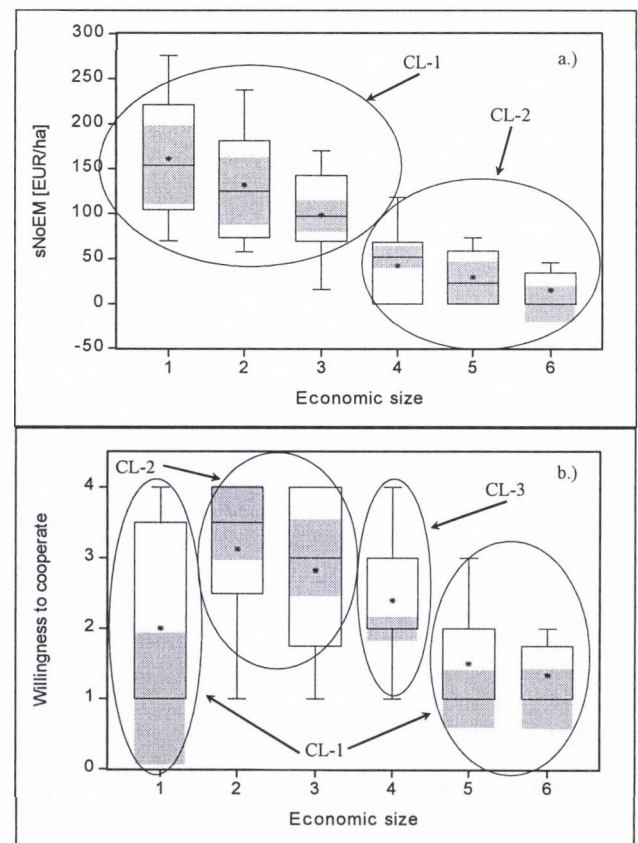 a.)
CL-1
CL-2
sNoEM [EUR/ha]
300
250
200
150
100
50
0
-50
1 2 3 4 5 6
Economic size
b.)
CL-2
CL-3
Willingness to cooperate
4
3
2
1
0
CL-1
1 2 3 4 5 6
Economic size